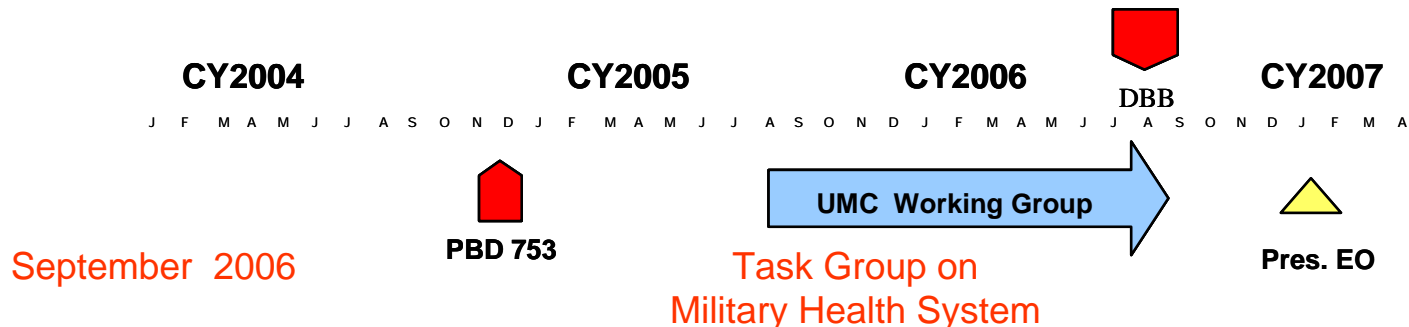 CY2004 CY2005 CY2006 CY2007
DBB
J F M A M J J A S O N D J F M A M J J A S O N D J F M A M J J A S O N D J F M A
UMC Working Group
PBD 753
Pres. EO
September 2006
Task Group on
Military Health System